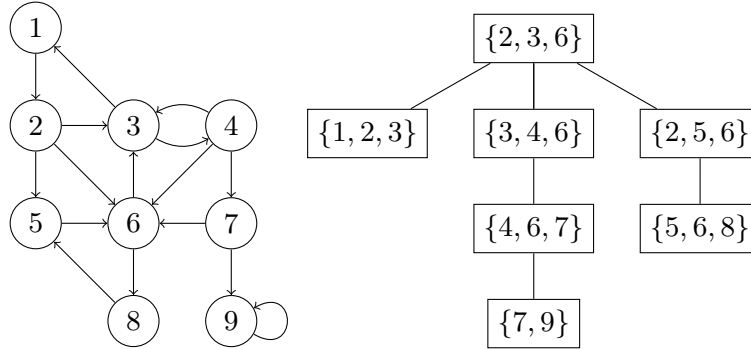 1
2
3
4
5
6
7
8
9
{2, 3, 6}
{1, 2, 3}
{3, 4, 6}
{2, 5, 6}
{4, 6, 7}
{5, 6, 8}
{7, 9}